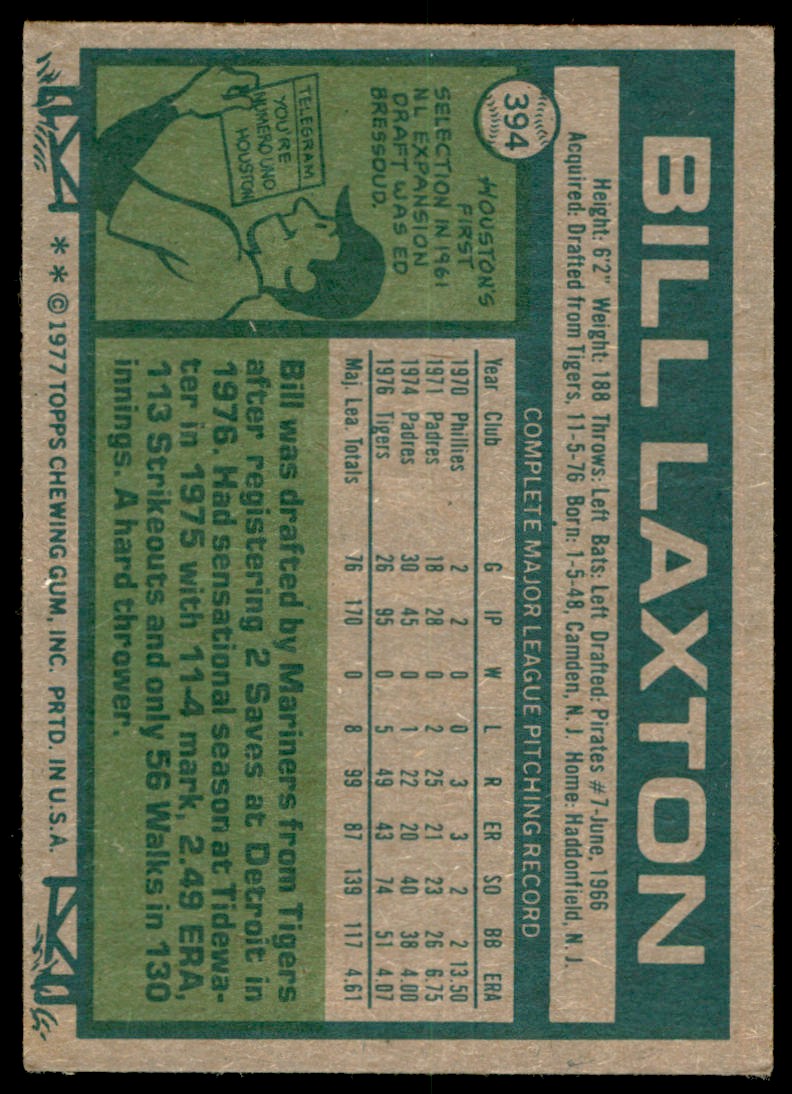 394
BILL LAXTON
Height: 6'2" Weight: 188 Throws: Left Bats: Left Drafted: Pirates #7-June, 1966
Acquired: Drafted from Tigers, 11-5-76 Born: 1-5-48, Camden, N. J. Home: Haddonfield, N. J.
COMPLETE MAJOR LEAGUE PITCHING RECORD
Year Club G IP W L R ER SO BB ERA
1970 Phillies 2 2 0 0 3 3 2 2 13.50
1971 Padres 18 28 0 2 25 21 23 26 6.75
1974 Padres 30 45 0 1 22 20 40 38 4.00
1976 Tigers 26 95 0 5 49 43 74 51 4.07
Maj. Lea. Totals 76 170 0 8 99 87 139 117 4.61
HOUSTON'S
FIRST
SELECTION IN 1961
NL EXPANSION
DRAFT WAS ED
BRESSOUD.
TELEGRAM
YOU'RE
NUMERO UNO
HOUSTON
Bill was drafted by Mariners from Tigers
after registering 2 Saves at Detroit in
1976. Had sensational season at Tidewa-
ter in 1975 with 11-4 mark, 2.49 ERA,
113 Strikeouts and only 56 Walks in 130
innings. A hard thrower.
* * © 1977 TOPPS CHEWING GUM, INC. PRTD. IN U.S.A.